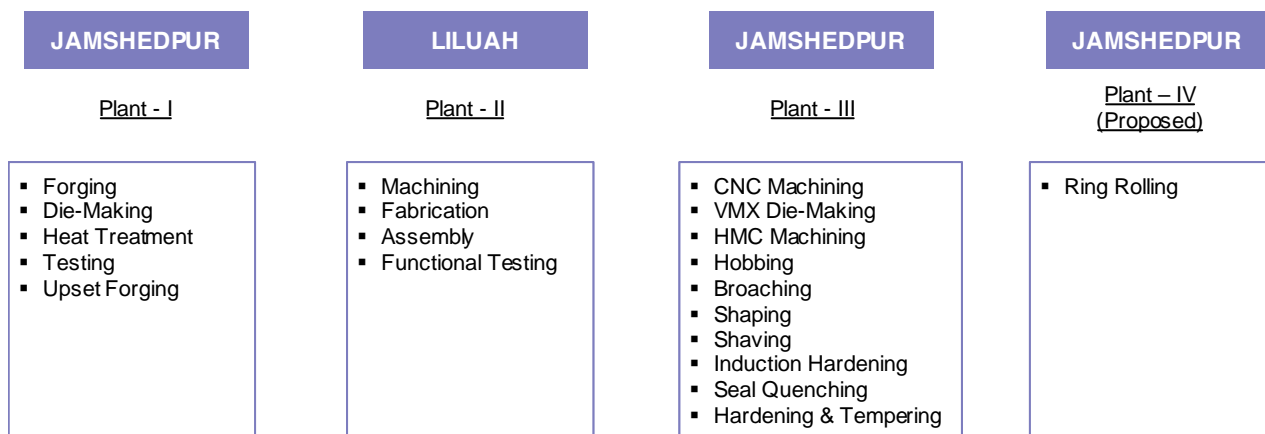 JAMSHEDPUR
Plant - I
▪ Forging
▪ Die-Making
▪ Heat Treatment
▪ Testing
▪ Upset Forging
LILUAH
Plant - II
▪ Machining
▪ Fabrication
▪ Assembly
▪ Functional Testing
JAMSHEDPUR
Plant - III
▪ CNC Machining
▪ VMX Die-Making
▪ HMC Machining
▪ Hobbing
▪ Broaching
▪ Shaping
▪ Shaving
▪ Induction Hardening
▪ Seal Quenching
▪ Hardening & Tempering
JAMSHEDPUR
Plant – IV
(Proposed)
▪ Ring Rolling